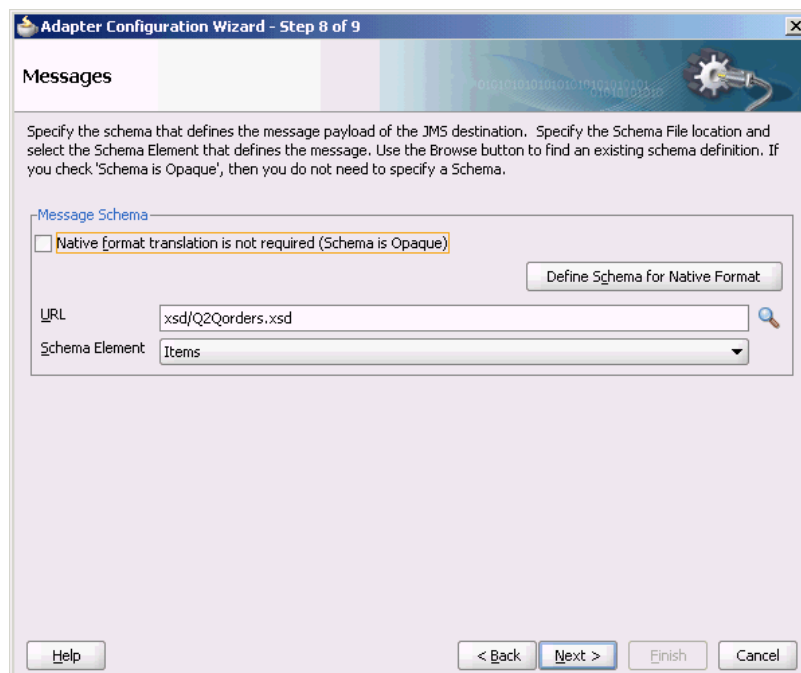 Adapter Configuration Wizard - Step 8 of 9
Messages
Specify the schema that defines the message payload of the JMS destination. Specify the Schema File location and
select the Schema Element that defines the message. Use the Browse button to find an existing schema definition. If
you check 'Schema is Opaque', then you do not need to specify a Schema.
Message Schema
Native format translation is not required (Schema is Opaque)
Define Schema for Native Format
URL
xsd/Q2Qorders.xsd
Schema Element
Items
Help
< Back
Next >
Finish
Cancel